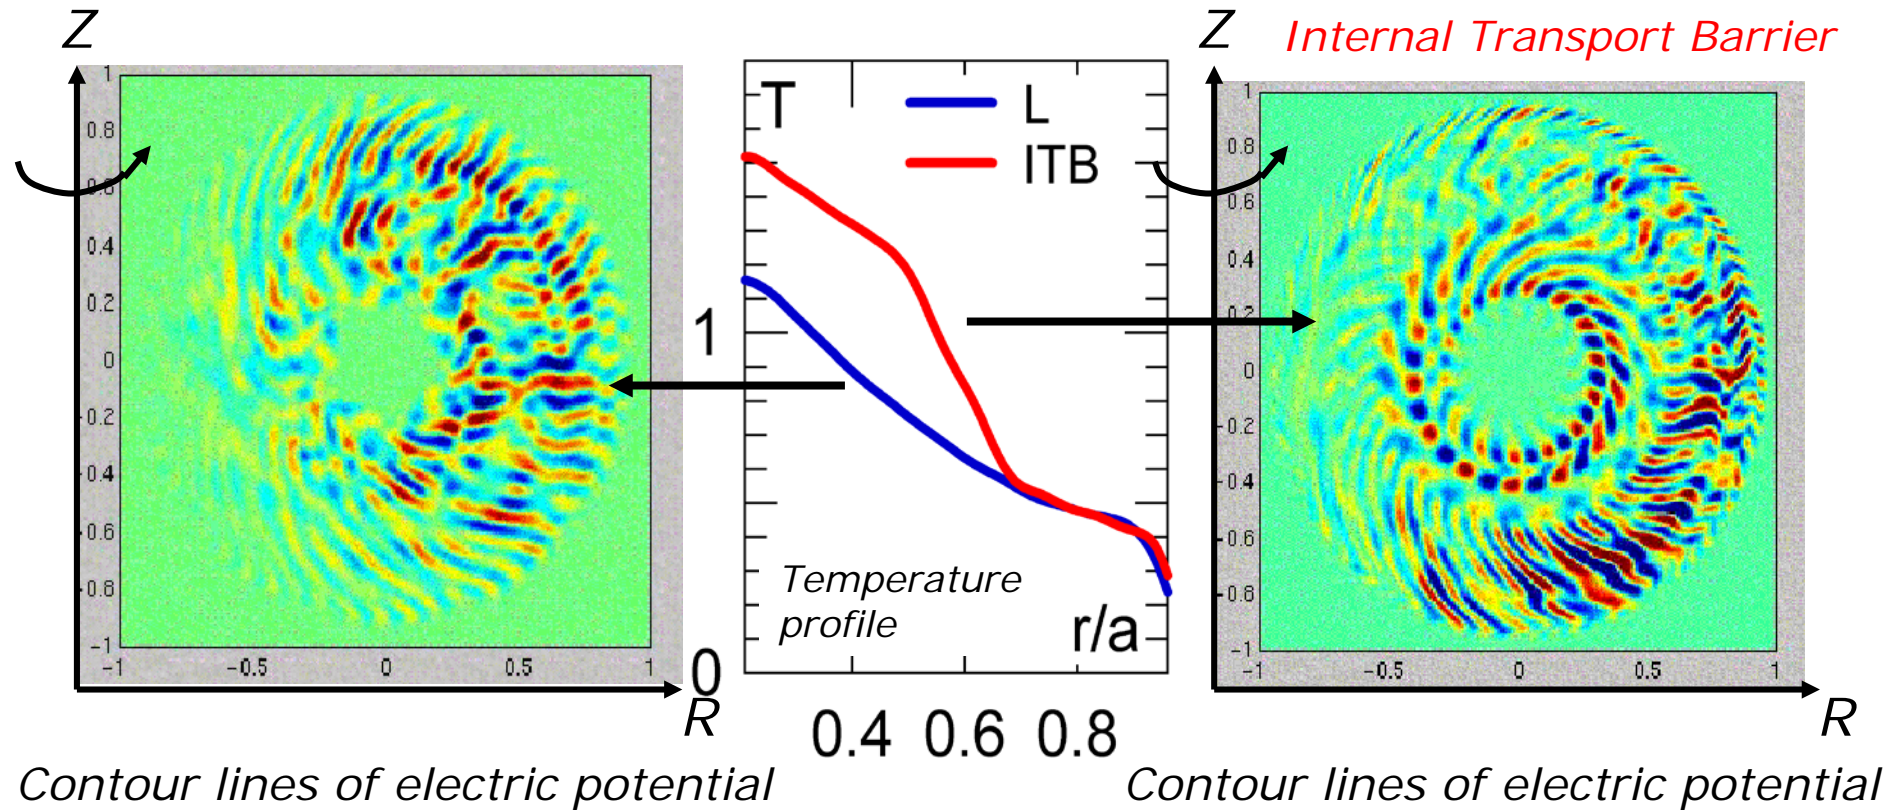 Z
1
0.8
0.6
0.4
0.2
0
0.2
0.4
0.6
0.8
-1
-1
-0.5
0
0.5
1
R
Contour lines of electric potential
T
L
ITB
1
0
Temperature
profile
r/a
0.4 0.6 0.8
Z
Internal Transport Barrier
1
0.8
0.6
0.4
0.2
0
-0.2
-0.4
-0.6
-0.8
-1
-1
-0.5
0
0.5
1
R
Contour lines of electric potential